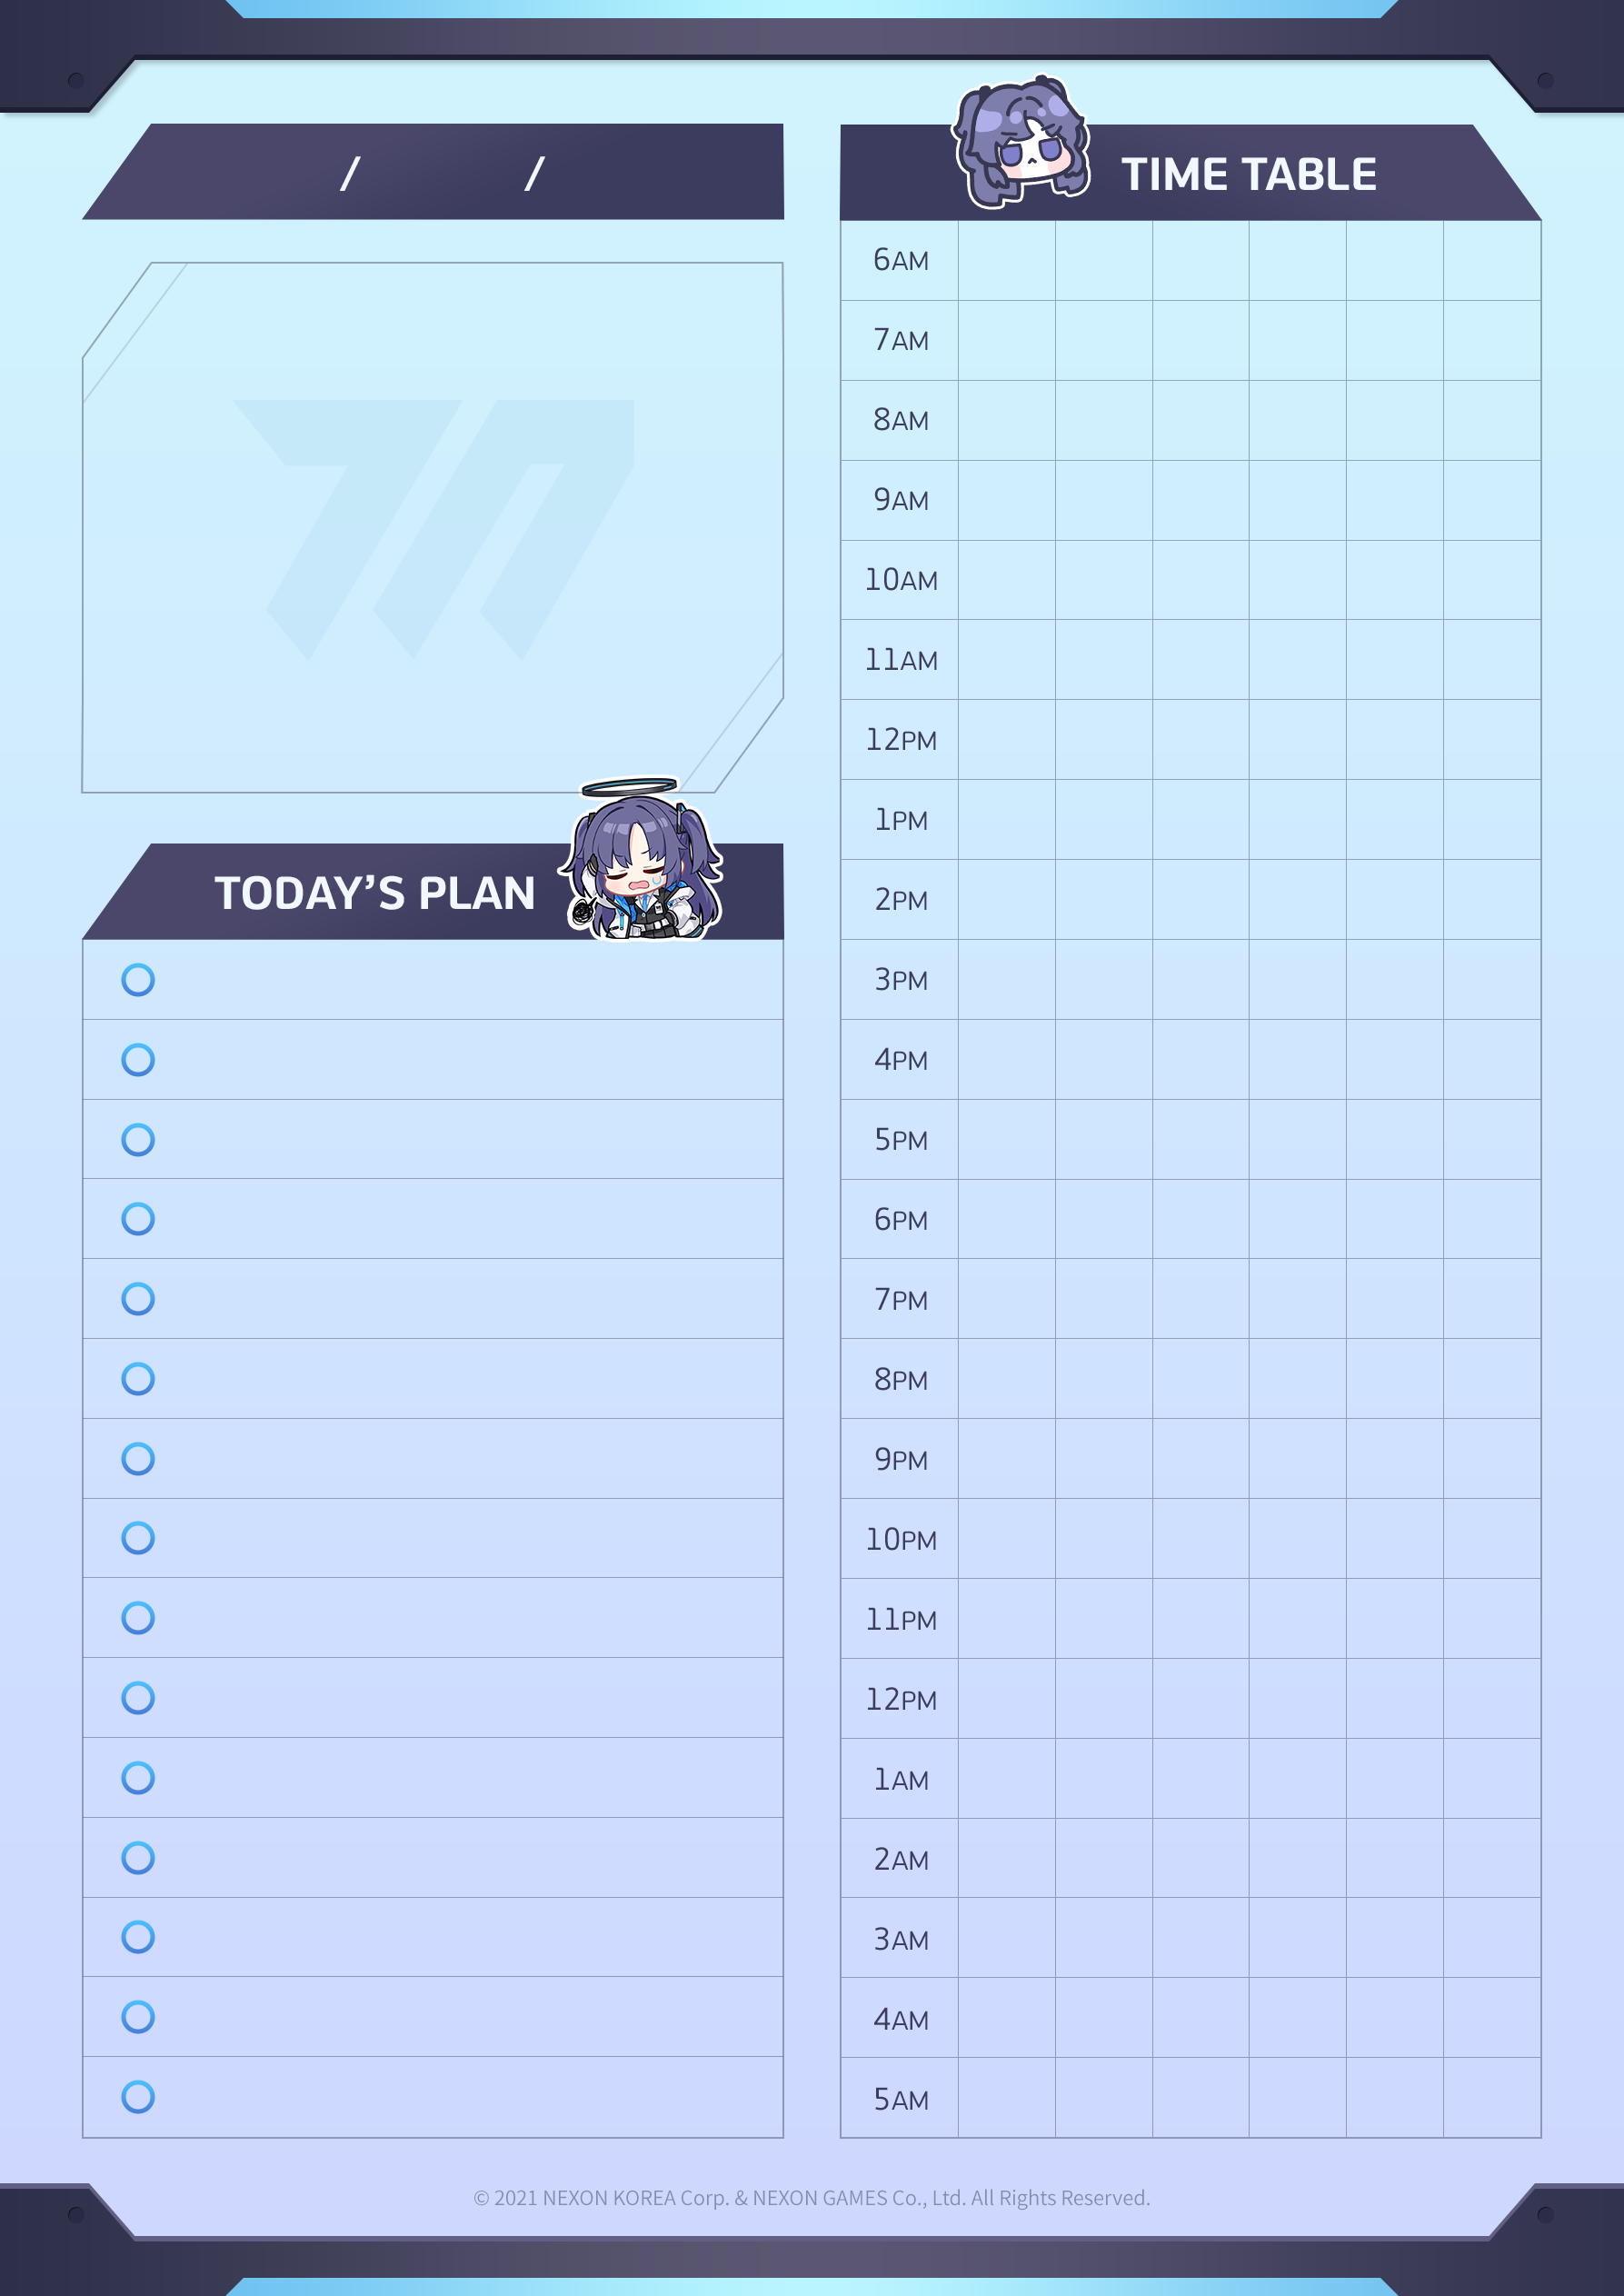 / /
TODAY’S PLAN
TIME TABLE
6AM
7AM
8AM
9AM
10AM
11AM
12PM
1PM
2PM
3PM
4PM
5PM
6PM
7PM
8PM
9PM
10PM
11PM
12PM
1AM
2AM
3AM
4AM
5AM
© 2021 NEXON KOREA Corp. & NEXON GAMES Co., Ltd. All Rights Reserved.